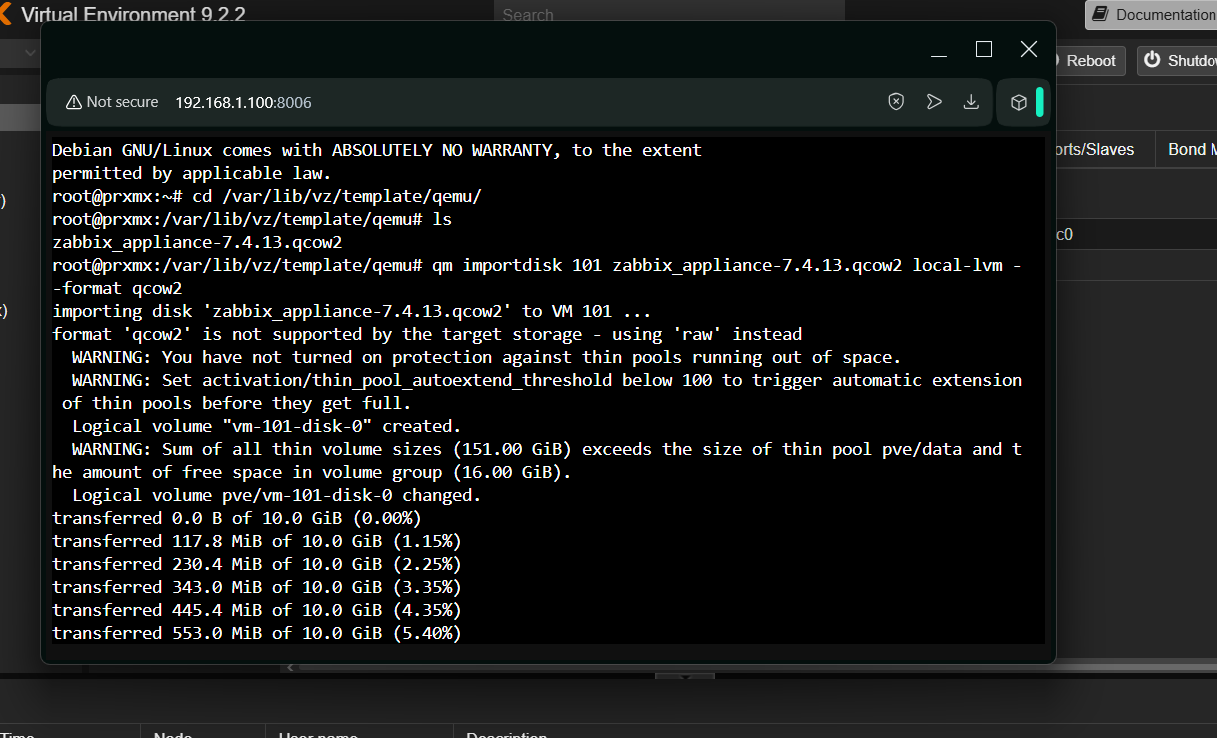 Virtual Environment 9.2.2
Search
Documentation
Reboot
Not secure 192.168.1.100:8006
Debian GNU/Linux comes with ABSOLUTELY NO WARRANTY, to the extent
permitted by applicable law.
root@prxmx:~# cd /var/lib/vz/template/qemu/
root@prxmx:/var/lib/vz/template/qemu# ls
zabbix_appliance-7.4.13.qcow2
root@prxmx:/var/lib/vz/template/qemu# qm importdisk 101 zabbix_appliance-7.4.13.qcow2 local-lvm -
-format qcow2
importing disk 'zabbix_appliance-7.4.13.qcow2' to VM 101 ...
format 'qcow2' is not supported by the target storage - using 'raw' instead
WARNING: You have not turned on protection against thin pools running out of space.
WARNING: Set activation/thin_pool_autoextend_threshold below 100 to trigger automatic extension
of thin pools before they get full.
Logical volume "vm-101-disk-0" created.
WARNING: Sum of all thin volume sizes (151.00 GiB) exceeds the size of thin pool pve/data and t
he amount of free space in volume group (16.00 GiB).
Logical volume pve/vm-101-disk-0 changed.
transferred 0.0 B of 10.0 GiB (0.00%)
transferred 117.8 MiB of 10.0 GiB (1.15%)
transferred 230.4 MiB of 10.0 GiB (2.25%)
transferred 343.0 MiB of 10.0 GiB (3.35%)
transferred 445.4 MiB of 10.0 GiB (4.35%)
transferred 553.0 MiB of 10.0 GiB (5.40%)
Shutdo
orts/Slaves
Bond M
c0
Time
Node
User name
Description